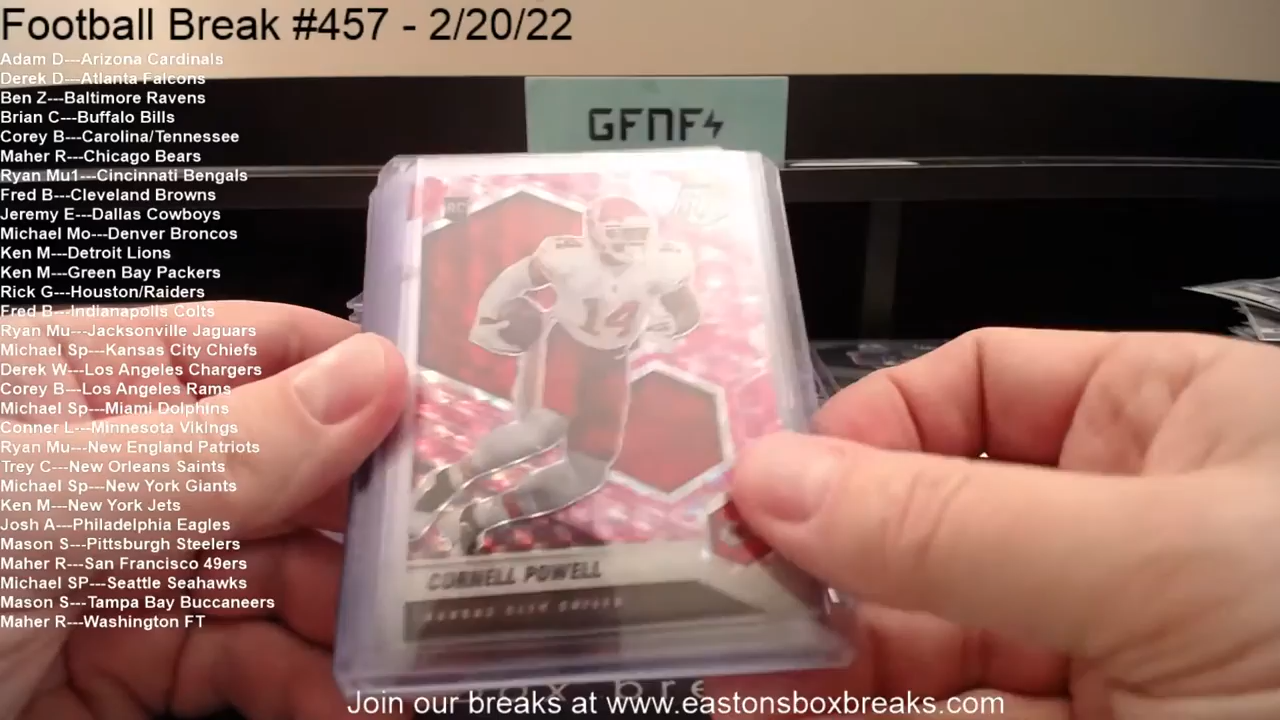 Football Break #457 - 2/20/22
Adam D---Arizona Cardinals
Derek D---Atlanta Falcons
Ben Z---Baltimore Ravens
Brian C---Buffalo Bills
Corey B---Carolina/Tennessee
Maher R---Chicago Bears
Ryan Mu1---Cincinnati Bengals
Fred B---Cleveland Browns
Jeremy E---Dallas Cowboys
Michael Mo---Denver Broncos
Ken M---Detroit Lions
Ken M---Green Bay Packers
Rick G---Houston/Raiders
Fred B---Indianapolis Colts
Ryan Mu---Jacksonville Jaguars
Michael Sp---Kansas City Chiefs
Derek W---Los Angeles Chargers
Corey B---Los Angeles Rams
Michael Sp---Miami Dolphins
Conner L---Minnesota Vikings
Ryan Mu---New England Patriots
Trey C---New Orleans Saints
Michael Sp---New York Giants
Ken M---New York Jets
Josh A---Philadelphia Eagles
Mason S---Pittsburgh Steelers
Maher R---San Francisco 49ers
Michael SP---Seattle Seahawks
Mason S---Tampa Bay Buccaneers
Maher R---Washington FT
GFNF
RC
14
CORNELL POWELL
KANSAS CITY CHIEFS
Join our breaks at www.eastonsboxbreaks.com